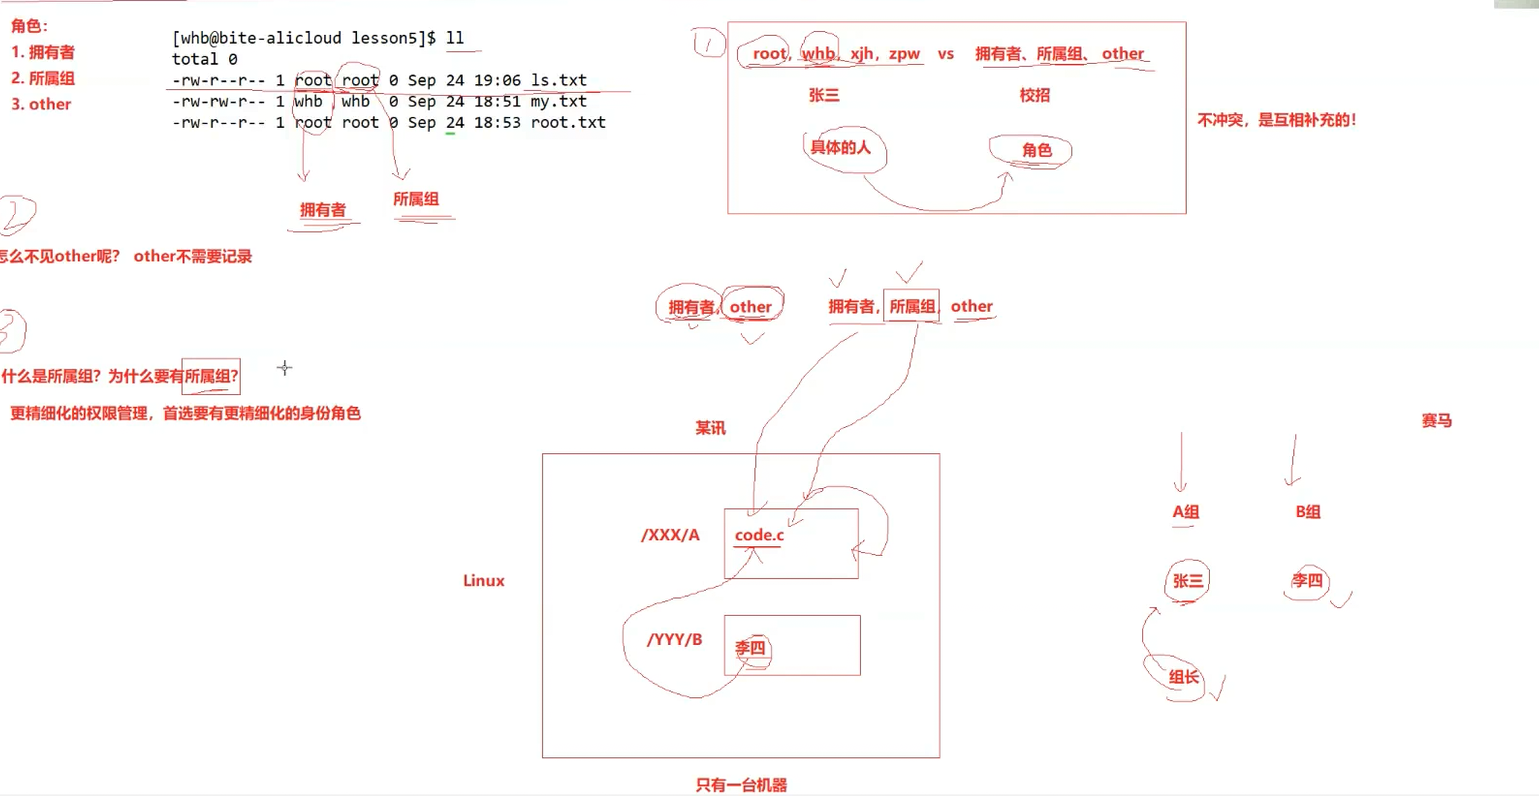 角色：
1. 拥有者
2. 所属组
3. other
[whb@bite-alicloud lesson5]$ ll
total 0
-rw-r--r-- 1 root root 0 Sep 24 19:06 ls.txt
-rw-rw-r-- 1 whb whb 0 Sep 24 18:51 my.txt
-rw-r--r-- 1 root root 0 Sep 24 18:53 root.txt
拥有者
所属组
1
root，whb，xjh，zpw vs 拥有者、所属组、other
张三 校招
具体的人 角色
不冲突，是互相补充的！
2
怎么不见other呢？ other不需要记录
拥有者，other
拥有者，所属组，other
3
什么是所属组？为什么要有所属组？
更精细化的权限管理，首选要有更精细化的身份角色
某讯
/XXX/A code.c
Linux
/YYY/B 李四
只有一台机器
赛马
A组 B组
张三 李四
组长